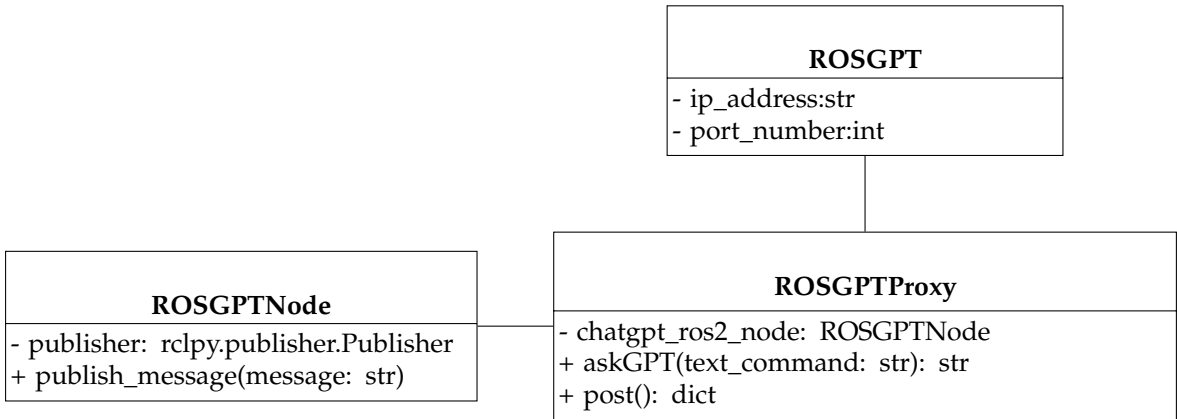 ROSGPT
- ip_address:str
- port_number:int
ROSGPTNode
- publisher: rclpy.publisher.Publisher
+ publish_message(message: str)
ROSGPTProxy
- chatgpt_ros2_node: ROSGPTNode
+ askGPT(text_command: str): str
+ post(): dict